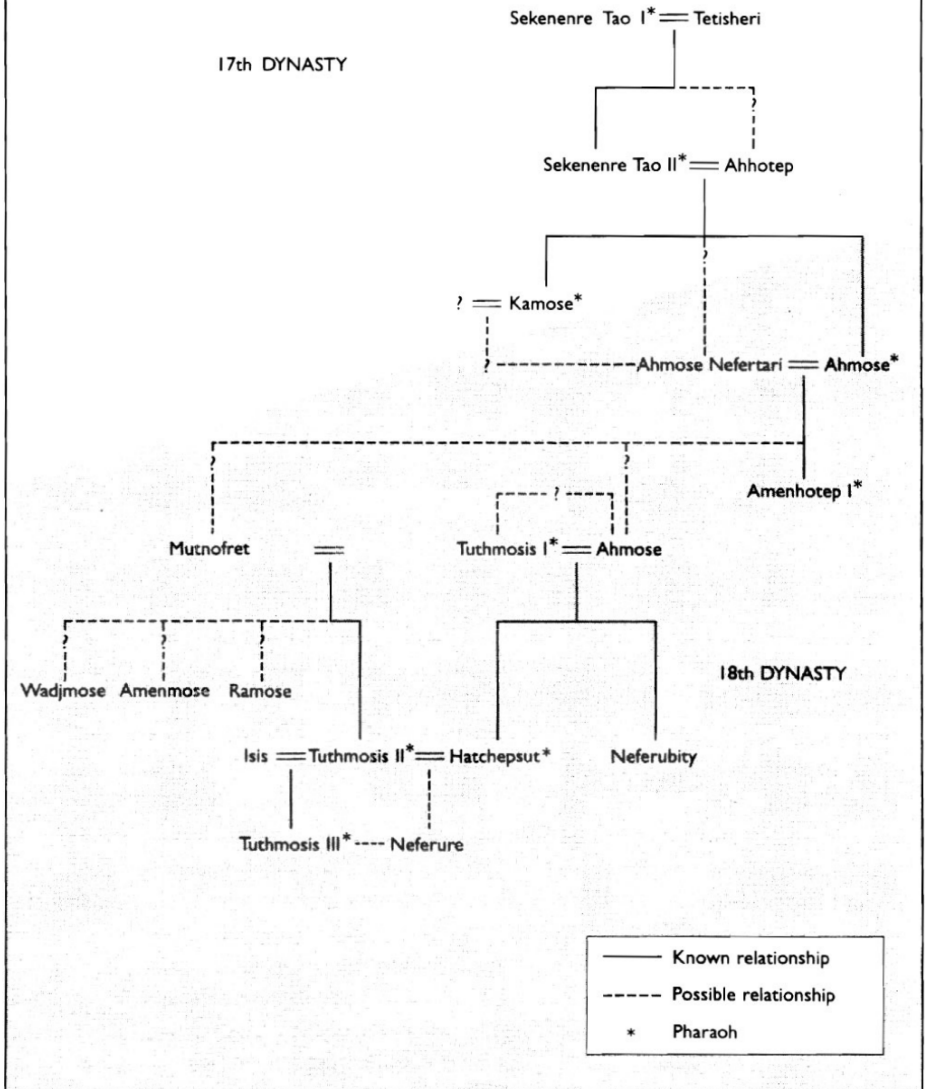 Sekenenre Tao I* = Tetisheri
17th DYNASTY
?
Sekenenre Tao II* = Ahhotep
?
? = Kamose*
? Ahmose Nefertari = Ahmose*
? ?
? Amenhotep I*
Mutnofret = Tuthmosis I* = Ahmose
? ? ?
18th DYNASTY
Wadjmose Amenmose Ramose
Isis = Tuthmosis II* = Hatchepsut* Neferubity
Tuthmosis III* ---- Neferure
Known relationship
Possible relationship
* Pharaoh